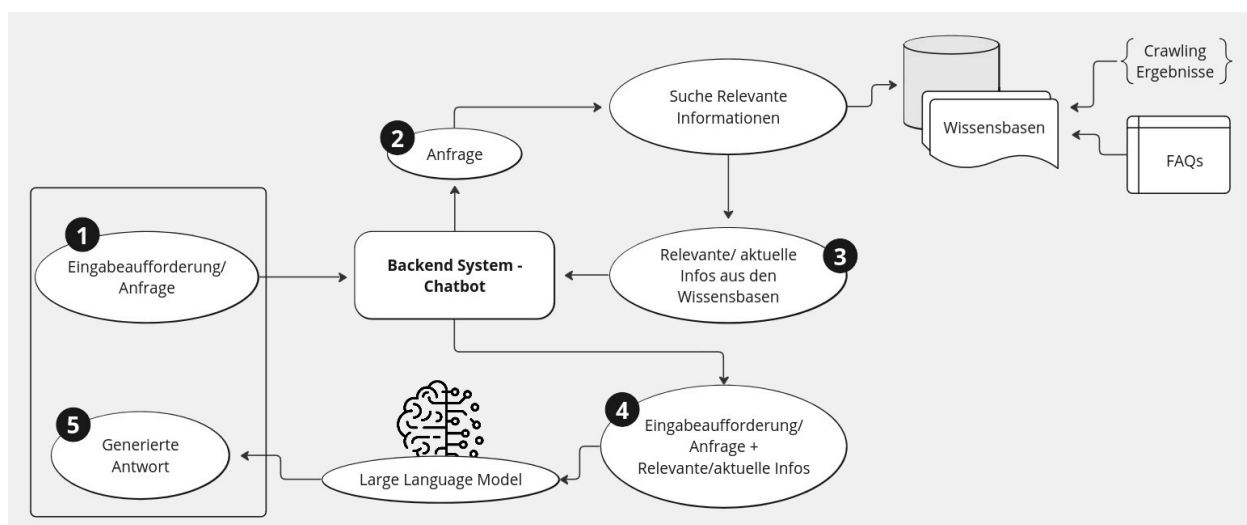 1
Eingabeaufforderung/
Anfrage
2
Anfrage
Suche Relevante
Informationen
Wissensbasen
Crawling
Ergebnisse
FAQs
Backend System -
Chatbot
3
Relevante/ aktuelle
Infos aus den
Wissensbasen
4
Eingabeaufforderung/
Anfrage +
Relevante/aktuelle Infos
Large Language Model
5
Generierte
Antwort